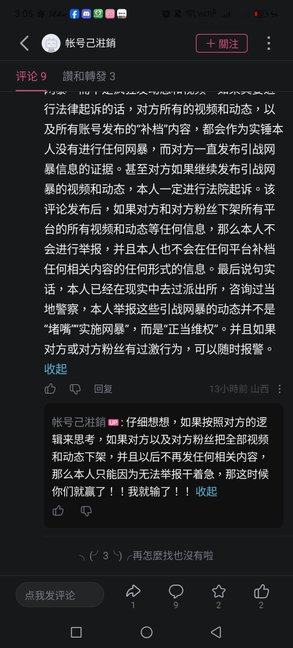 3:05
帐号己泩銷
+ 關注
评论 9
讚和轉發 3
行法律起诉的话，对方所有的视频和动态，以
及所有账号发布的“补档”内容，都会作为实锤本
人没有进行任何网暴，而对方一直发布引战网
暴信息的证据。甚至对方如果继续发布引战网
暴的视频和动态，本人一定进行法院起诉。该
评论发布后，如果对方和对方粉丝下架所有平
台的所有视频和动态等任何信息，那么本人不
会进行举报，并且本人也不会在任何平台补档
任何相关内容的任何形式的信息。最后说句实
话，本人已经在现实中去过派出所，咨询过当
地警察，本人举报这些引战网暴的动态并不是
“堵嘴”“实施网暴”，而是“正当维权”。并且如果
对方或对方粉丝有过激行为，可以随时报警。
收起
回复
13小時前 山西
帐号己泩銷 UP : 仔细想想，如果按照对方的逻
辑来思考，如果对方以及对方粉丝把全部视频
和动态下架，并且以后不再发任何相关内容，
那么本人只能因为无法举报干着急，那这时候
你们就赢了！！我就输了！！ 收起
╮(╯3╰)╭再怎麼找也沒有啦
点我发评论
1
9
2
2